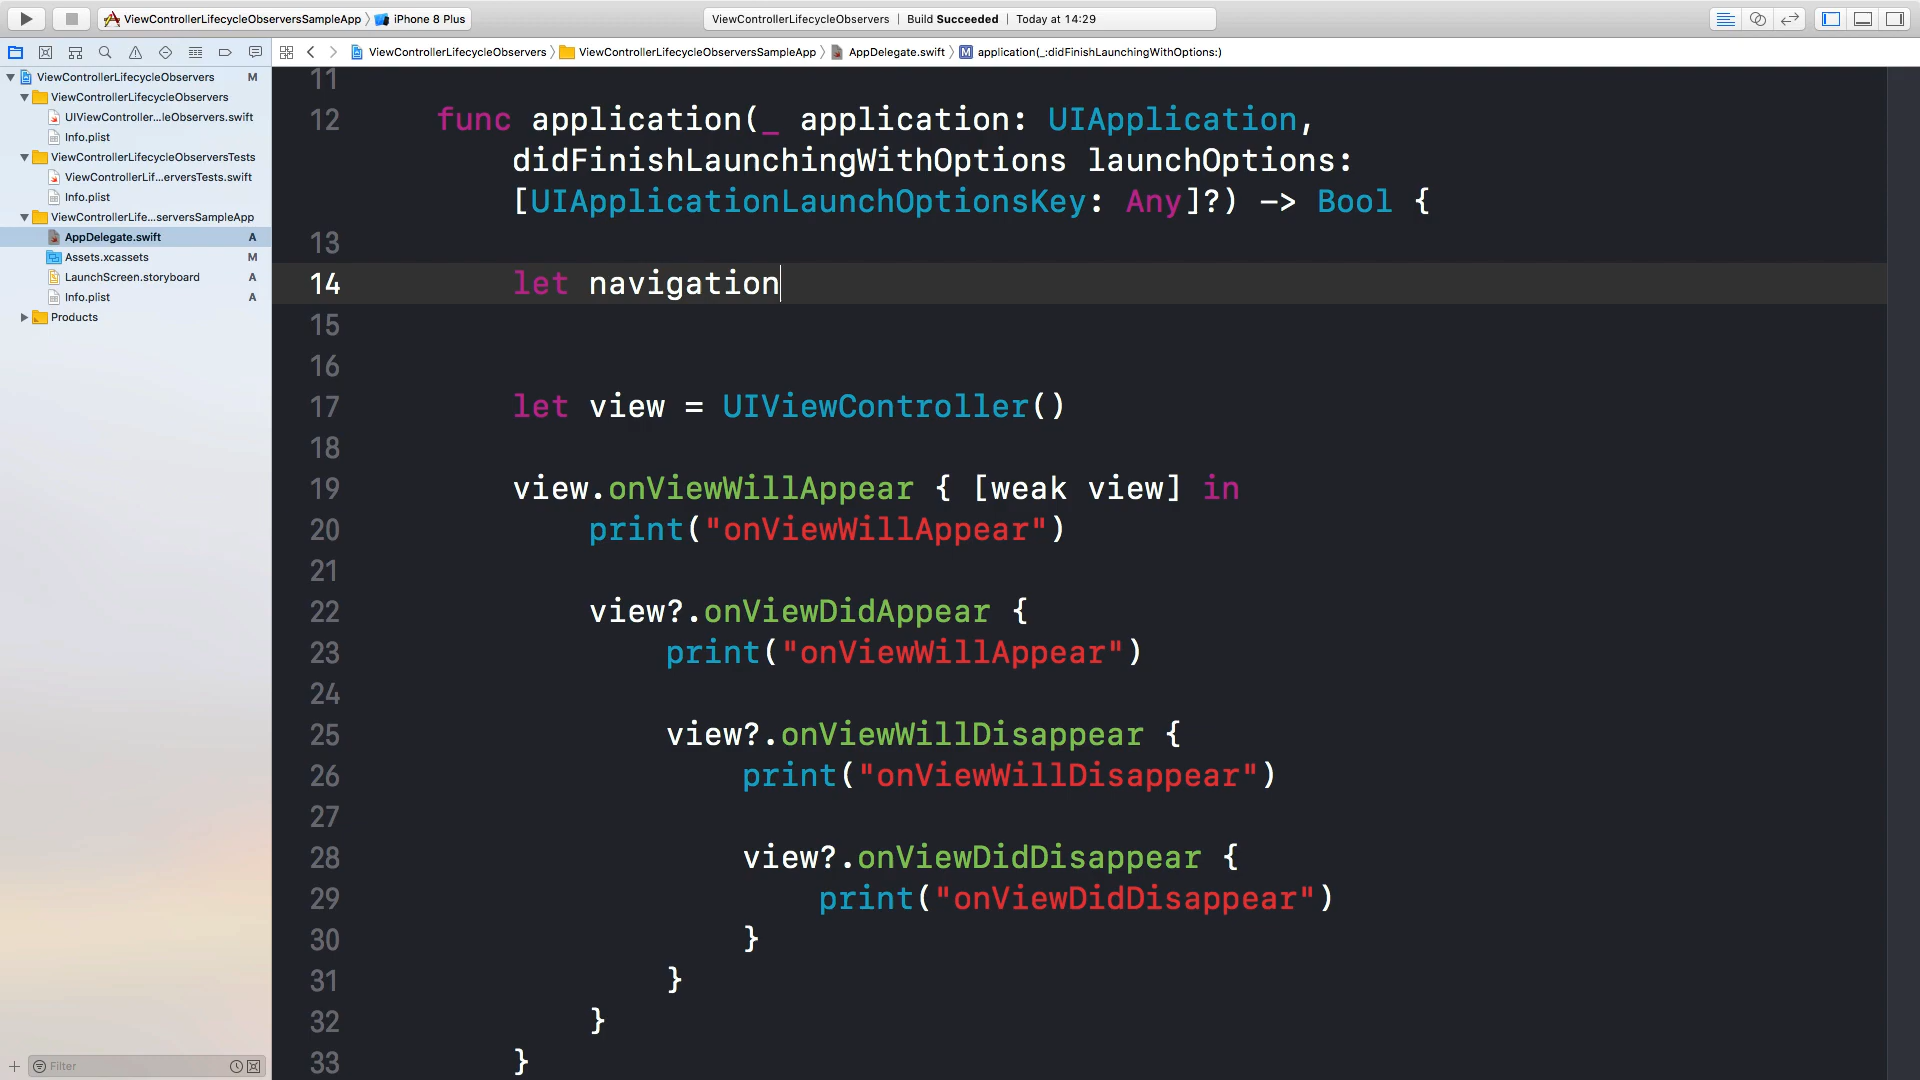 ViewControllerLifecycleObserversSampleApp iPhone 8 Plus
ViewControllerLifecycleObservers | Build Succeeded | Today at 14:29
ViewControllerLifecycleObservers ViewControllerLifecycleObserversSampleApp AppDelegate.swift M application(_:didFinishLaunchingWithOptions:)
ViewControllerLifecycleObservers M
ViewControllerLifecycleObservers
UIViewController...leObservers.swift
Info.plist
ViewControllerLifecycleObserversTests
ViewControllerLif...erversTests.swift
Info.plist
ViewControllerLife...serversSampleApp
AppDelegate.swift A
Assets.xcassets M
LaunchScreen.storyboard A
Info.plist A
Products
Filter
11
12 func application(_ application: UIApplication,
didFinishLaunchingWithOptions launchOptions:
[UIApplicationLaunchOptionsKey: Any]?) -> Bool {
13
14 let navigation
15
16
17 let view = UIViewController()
18
19 view.onViewWillAppear { [weak view] in
20 print("onViewWillAppear")
21
22 view?.onViewDidAppear {
23 print("onViewWillAppear")
24
25 view?.onViewWillDisappear {
26 print("onViewWillDisappear")
27
28 view?.onViewDidDisappear {
29 print("onViewDidDisappear")
30 }
31 }
32 }
33 }